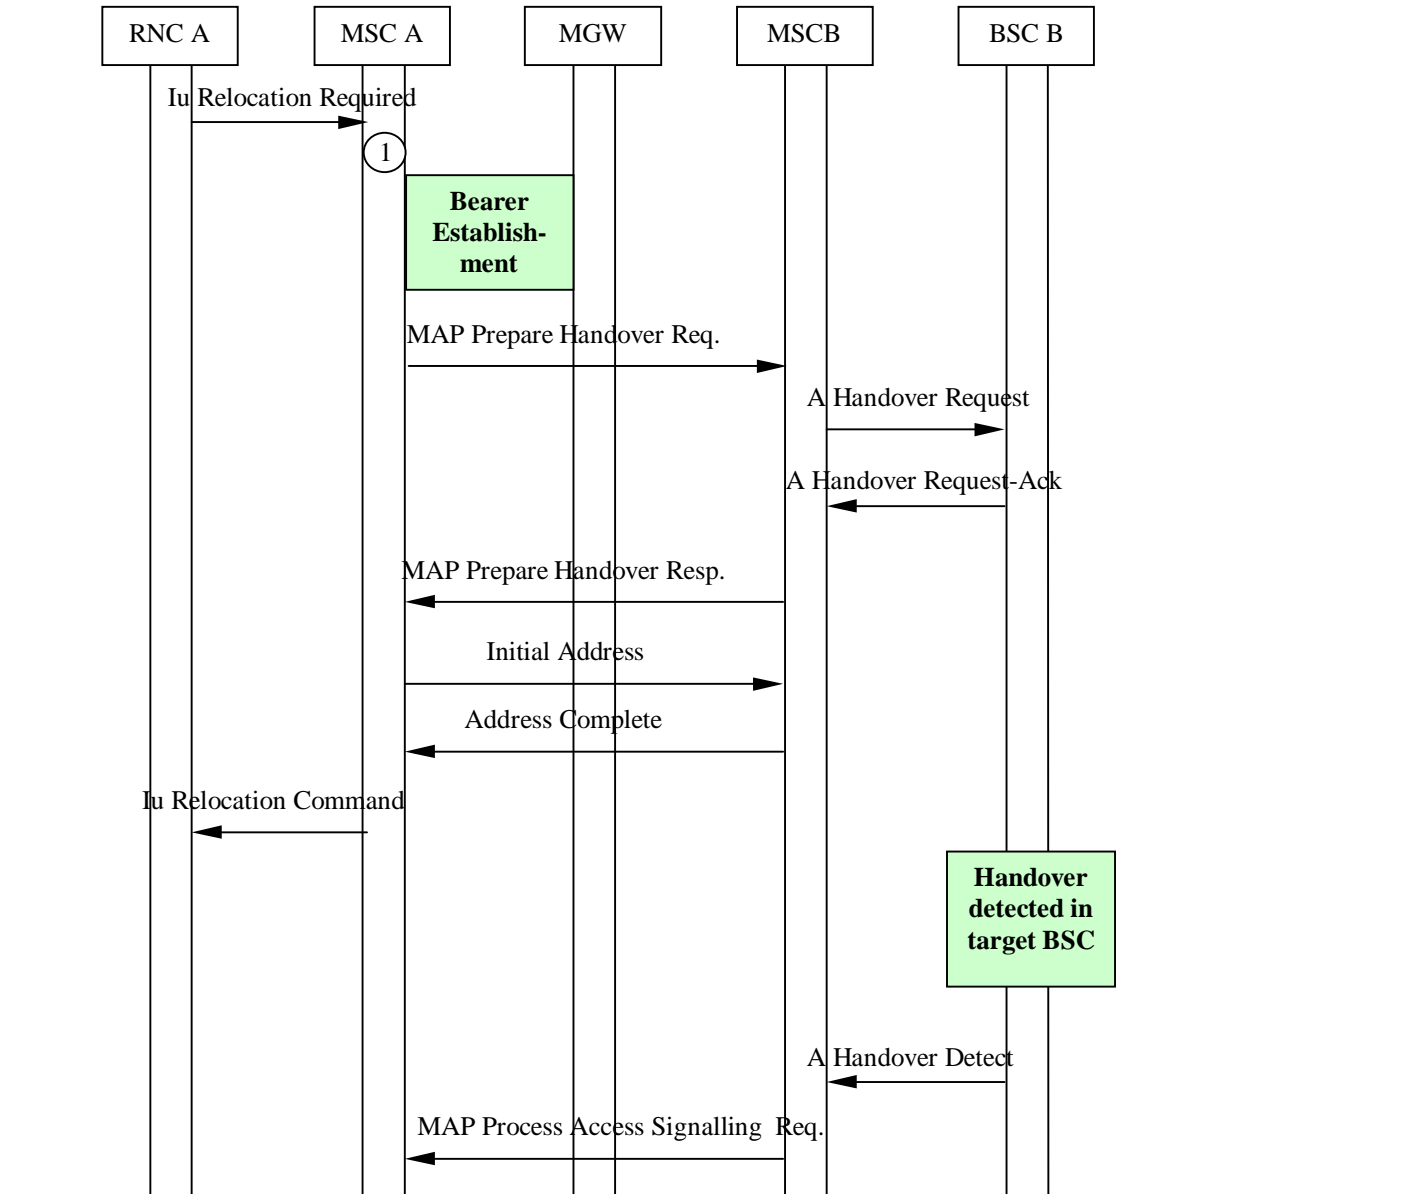 RNC A
MSC A
MGW
MSCB
BSC B
Iu Relocation Required
1
Bearer
Establish-
ment
MAP Prepare Handover Req.
A Handover Request
A Handover Request-Ack
MAP Prepare Handover Resp.
Initial Address
Address Complete
Iu Relocation Command
Handover
detected in
target BSC
A Handover Detect
MAP Process Access Signalling  Req.